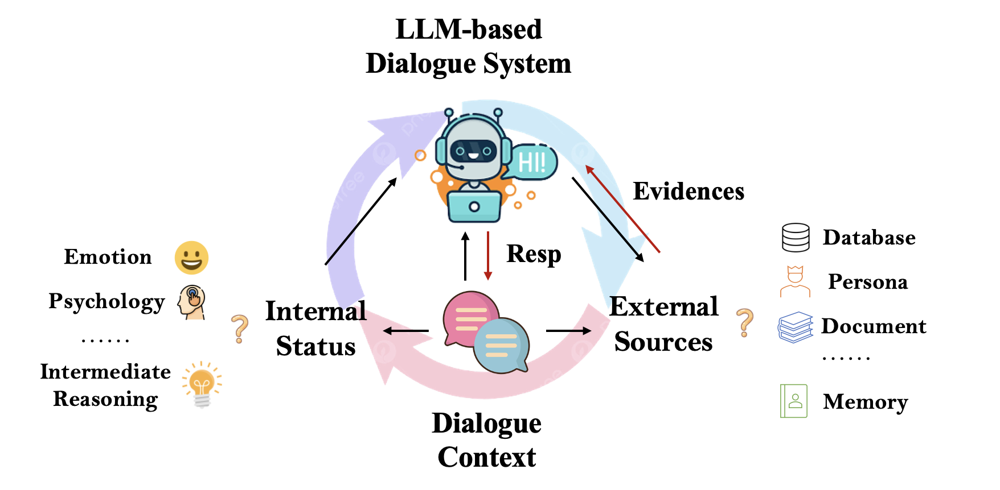 LLM-based
Dialogue System
HI!
Evidences
Resp
Emotion
Psychology
......
Intermediate
Reasoning
?
Internal
Status
External
Sources
?
Database
Persona
Document
......
Memory
Dialogue
Context